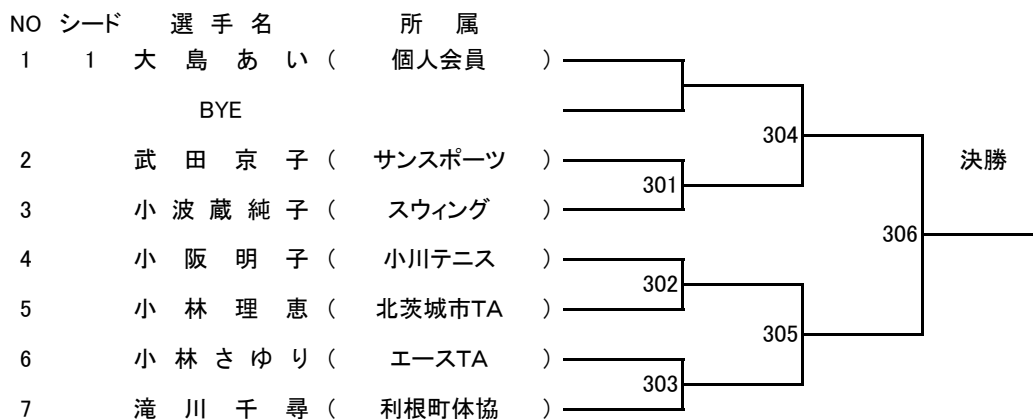 NO シード 選 手 名 所 属
1 1 大 島 あ い ( 個人会員 )
BYE
304
2 武 田 京 子 ( サンスポーツ ) 決勝
301
3 小 波 蔵 純 子 ( スウィング )
306
4 小 阪 明 子 ( 小川テニス )
302
5 小 林 理 恵 ( 北茨城市TA )
305
6 小 林 さ ゆ り ( エースTA )
303
7 滝 川 千 尋 ( 利根町体協 )